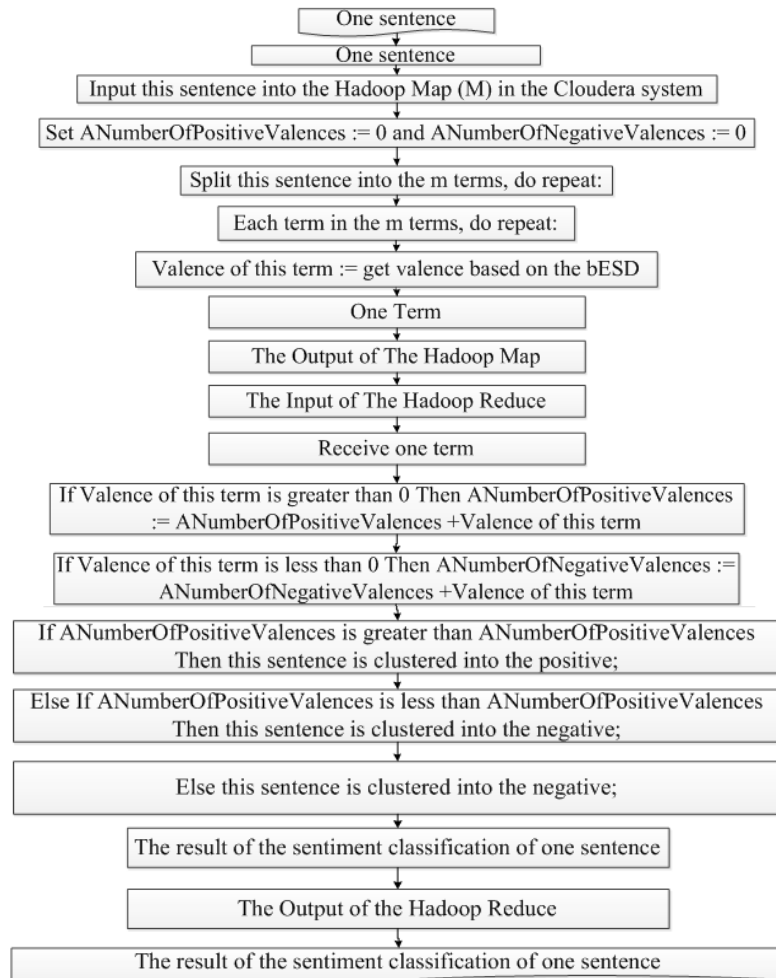 One sentence
One sentence
Input this sentence into the Hadoop Map (M) in the Cloudera system
Set ANumberOfPositiveValences := 0 and ANumberOfNegativeValences := 0
Split this sentence into the m terms, do repeat:
Each term in the m terms, do repeat:
Valence of this term := get valence based on the bESD
One Term
The Output of The Hadoop Map
The Input of The Hadoop Reduce
Receive one term
If Valence of this term is greater than 0 Then ANumberOfPositiveValences
:= ANumberOfPositiveValences +Valence of this term
If Valence of this term is less than 0 Then ANumberOfNegativeValences :=
ANumberOfNegativeValences +Valence of this term
If ANumberOfPositiveValences is greater than ANumberOfPositiveValences
Then this sentence is clustered into the positive;
Else If ANumberOfPositiveValences is less than ANumberOfPositiveValences
Then this sentence is clustered into the negative;
Else this sentence is clustered into the negative;
The result of the sentiment classification of one sentence
The Output of the Hadoop Reduce
The result of the sentiment classification of one sentence